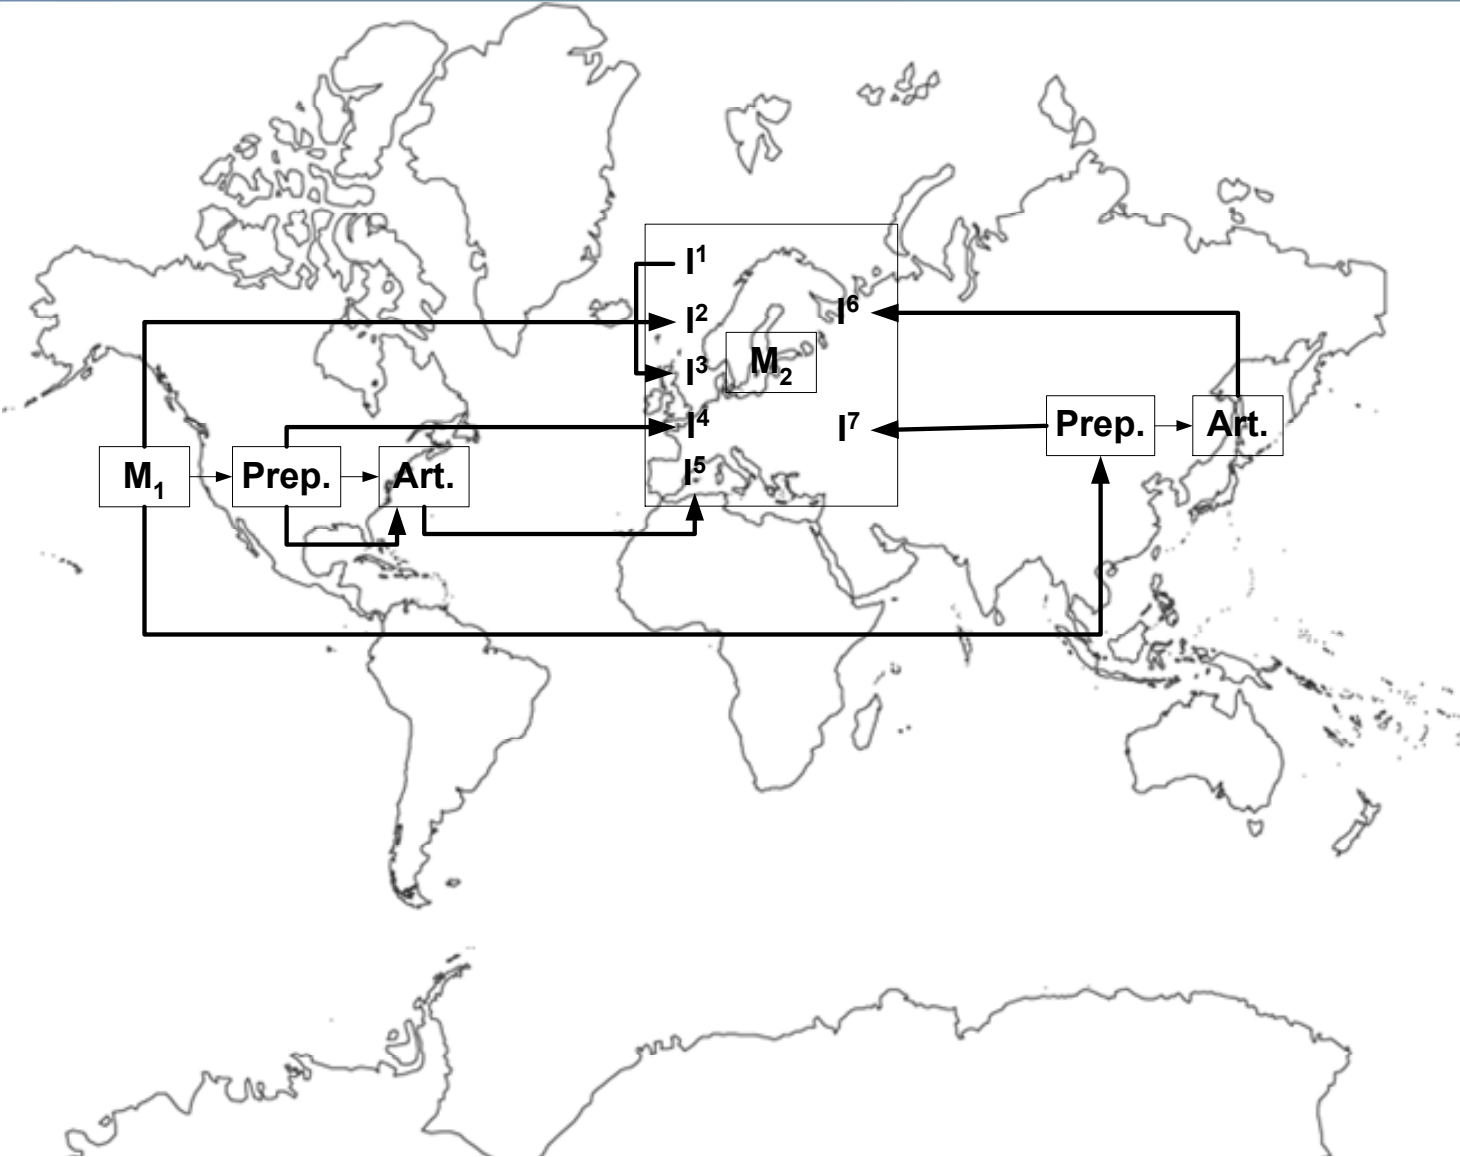 I¹
I²
I³
I⁴
I⁵
I⁶
I⁷
M₂
M₁
Prep.
Art.
Prep.
Art.